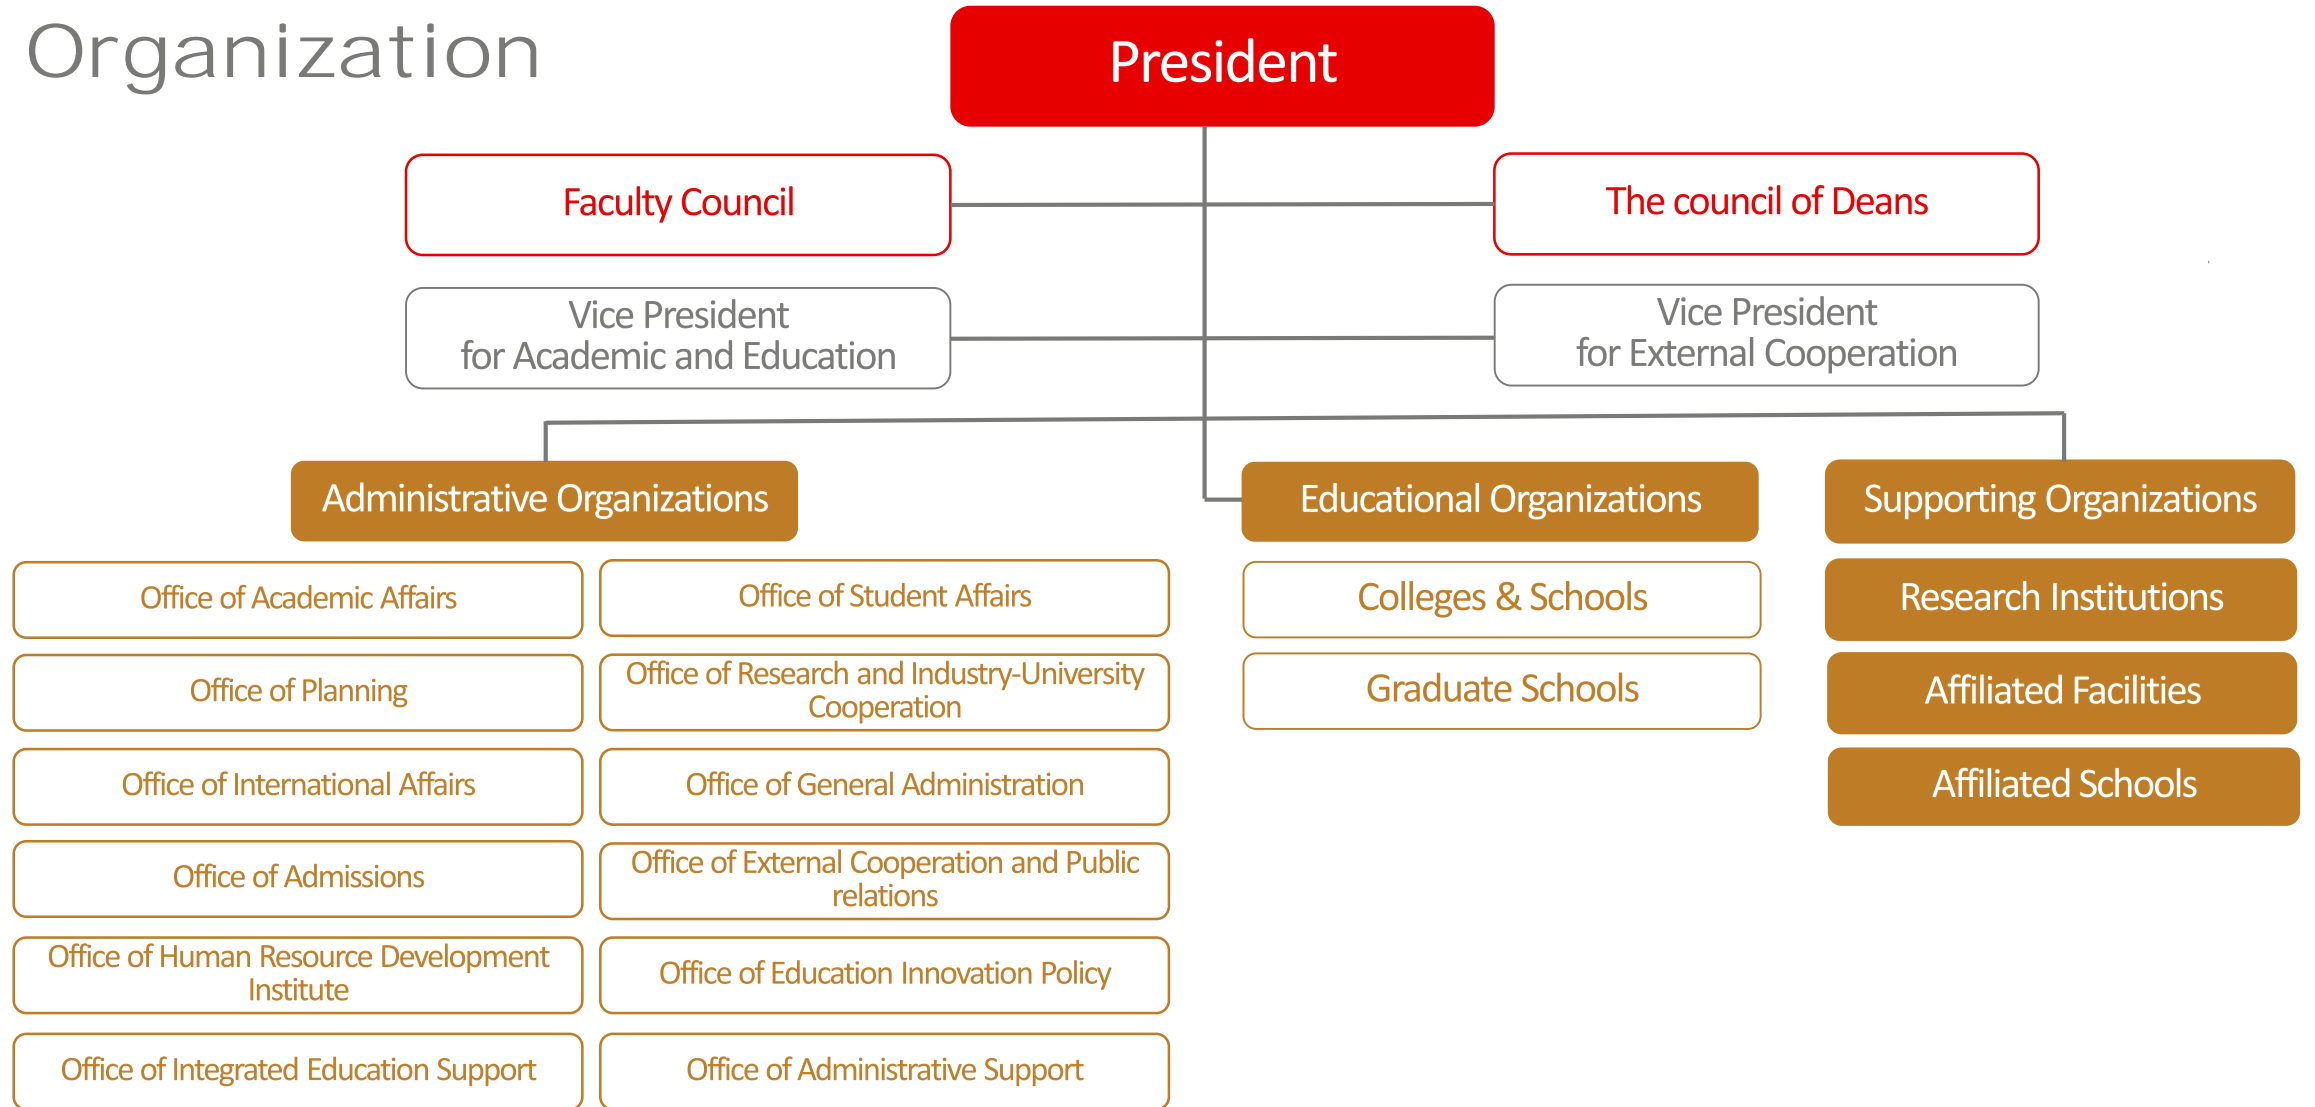 Organization
President
Faculty Council
The council of Deans
Vice President
for Academic and Education
Vice President
for External Cooperation
Administrative Organizations
Educational Organizations
Supporting Organizations
Office of Academic Affairs
Office of Student Affairs
Colleges & Schools
Research Institutions
Office of Planning
Office of Research and Industry-University
Cooperation
Graduate Schools
Affiliated Facilities
Office of International Affairs
Office of General Administration
Affiliated Schools
Office of Admissions
Office of External Cooperation and Public
relations
Office of Human Resource Development
Institute
Office of Education Innovation Policy
Office of Integrated Education Support
Office of Administrative Support